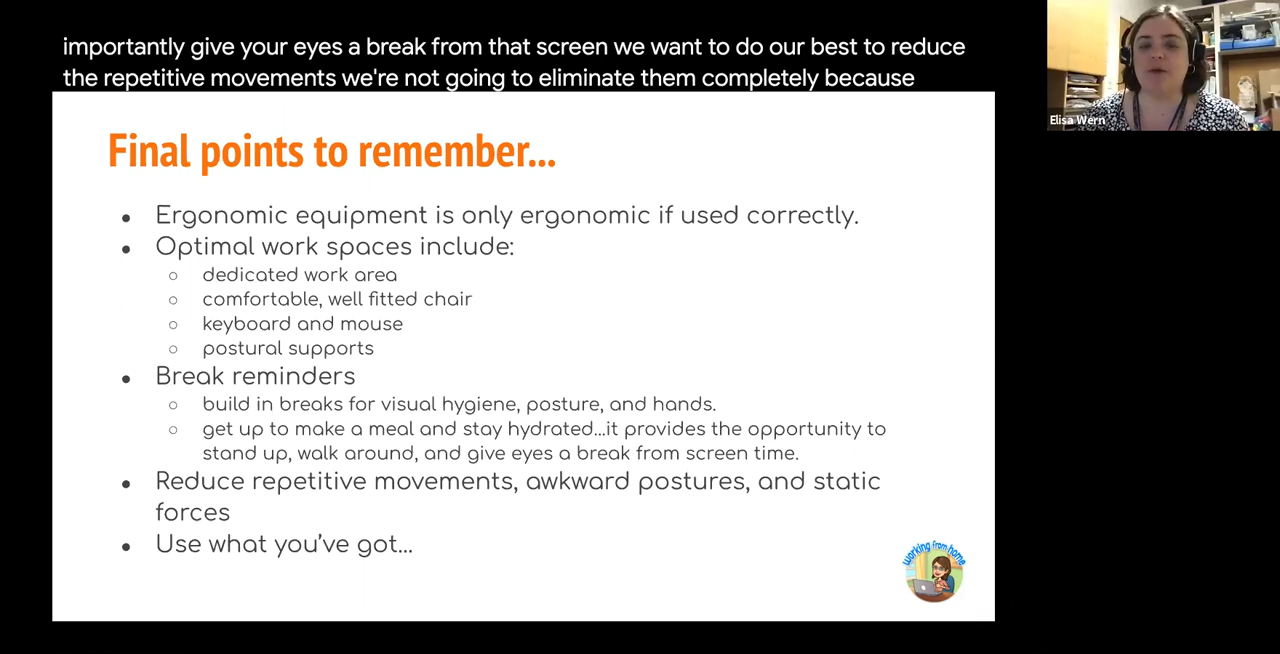 importantly give your eyes a break from that screen we want to do our best to reduce
the repetitive movements we're not going to eliminate them completely because
Elisa Wern
Final points to remember...
● Ergonomic equipment is only ergonomic if used correctly.
● Optimal work spaces include:
○ dedicated work area
○ comfortable, well fitted chair
○ keyboard and mouse
○ postural supports
● Break reminders
○ build in breaks for visual hygiene, posture, and hands.
○ get up to make a meal and stay hydrated...it provides the opportunity to
stand up, walk around, and give eyes a break from screen time.
● Reduce repetitive movements, awkward postures, and static
forces
● Use what you've got...
working from home